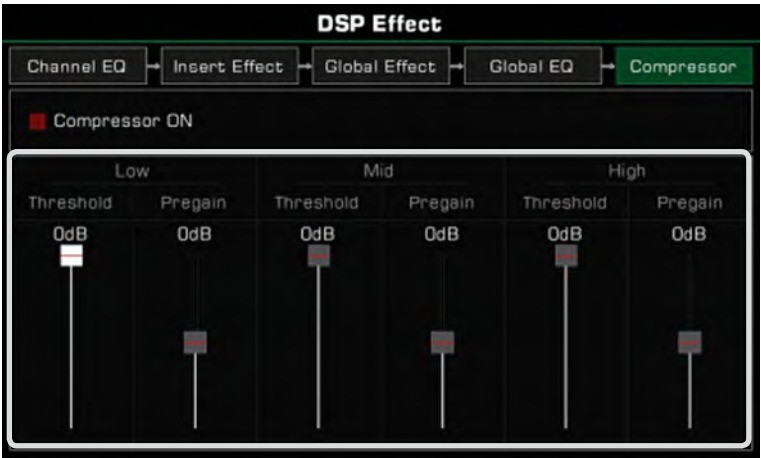 DSP Effect
Channel EQ Insert Effect Global Effect Global EQ Compressor
Compressor ON
Low Mid High
Threshold Pregain Threshold Pregain Threshold Pregain
0dB 0dB 0dB 0dB 0dB 0dB